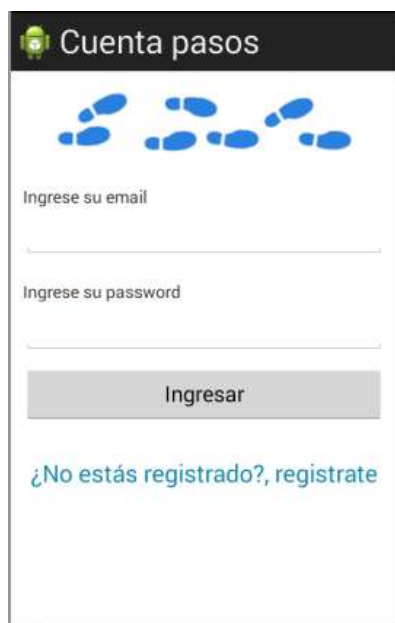 Cuenta pasos
Ingrese su email
Ingrese su password
Ingresar
¿No estás registrado?, registrate